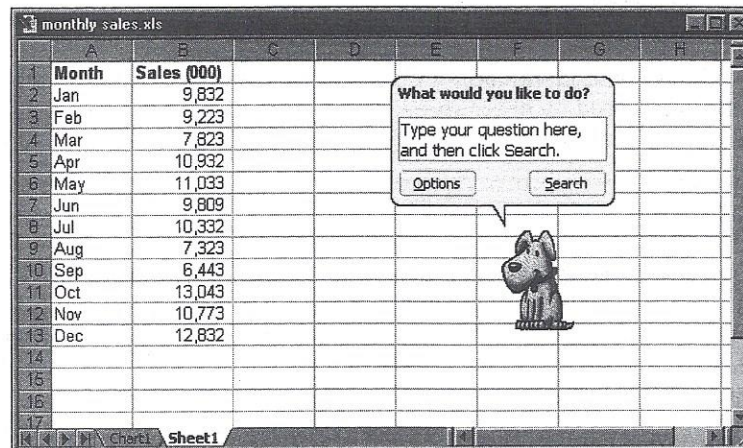 monthly sales.xls
A B C D E F G H
1 Month Sales (000)
2 Jan 9,832
3 Feb 9,223
4 Mar 7,823
5 Apr 10,932
6 May 11,033
7 Jun 9,809
8 Jul 10,332
9 Aug 7,323
10 Sep 6,443
11 Oct 13,043
12 Nov 10,773
13 Dec 12,832
14
15
16
17
What would you like to do?
Type your question here,
and then click Search.
Options Search
Chart1 Sheet1